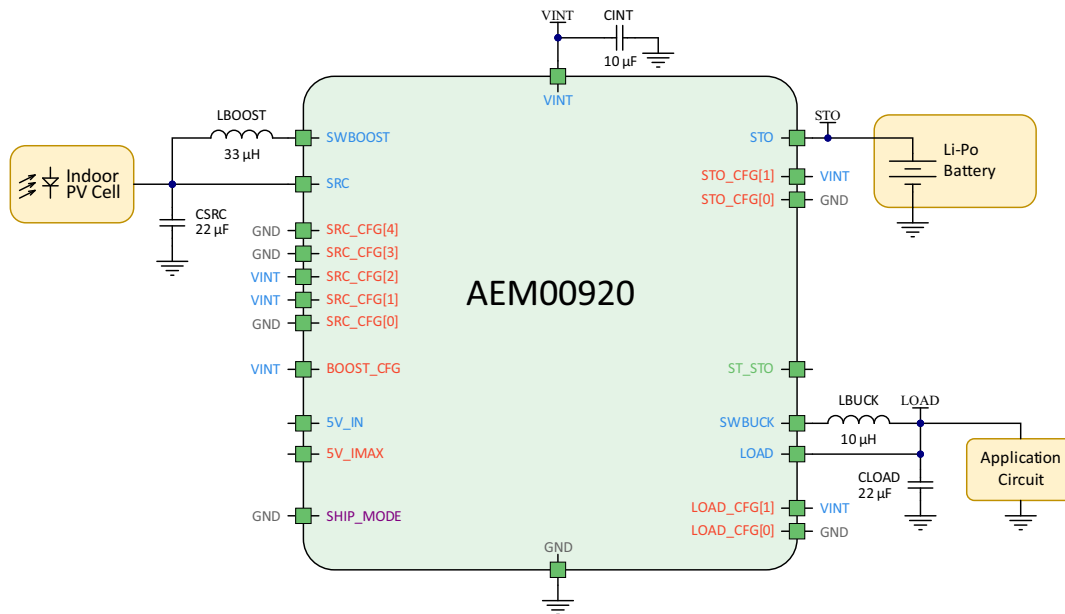 VINT
CINT
10 µF
VINT
LBOOST
33 µH
SWBOOST
Indoor
PV Cell
SRC
CSRC
22 µF
GND SRC_CFG[4]
GND SRC_CFG[3]
VINT SRC_CFG[2]
VINT SRC_CFG[1]
GND SRC_CFG[0]
VINT BOOST_CFG
5V_IN
5V_IMAX
GND SHIP_MODE
AEM00920
GND
STO
STO
Li-Po
Battery
STO_CFG[1] VINT
STO_CFG[0] GND
ST_STO
LBUCK
LOAD
SWBUCK
10 µH
LOAD
CLOAD
22 µF
Application
Circuit
LOAD_CFG[1] VINT
LOAD_CFG[0] GND